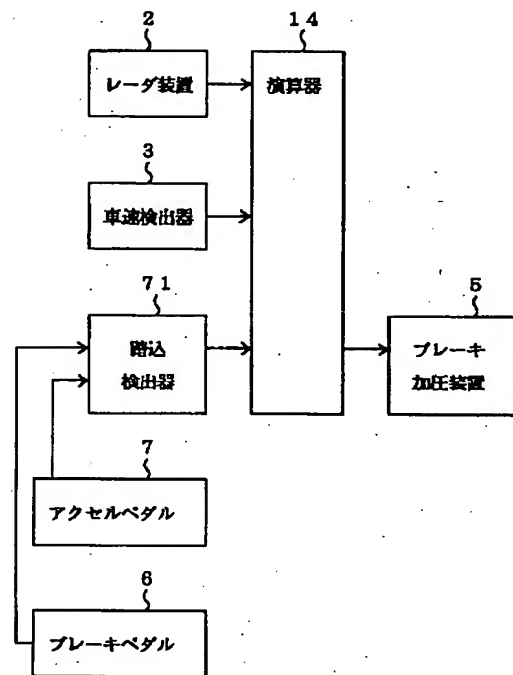 2
レーダ装置
14
演算器
3
車速検出器
71
踏込
検出器
5
ブレーキ
加圧装置
7
アクセルペダル
6
ブレーキペダル